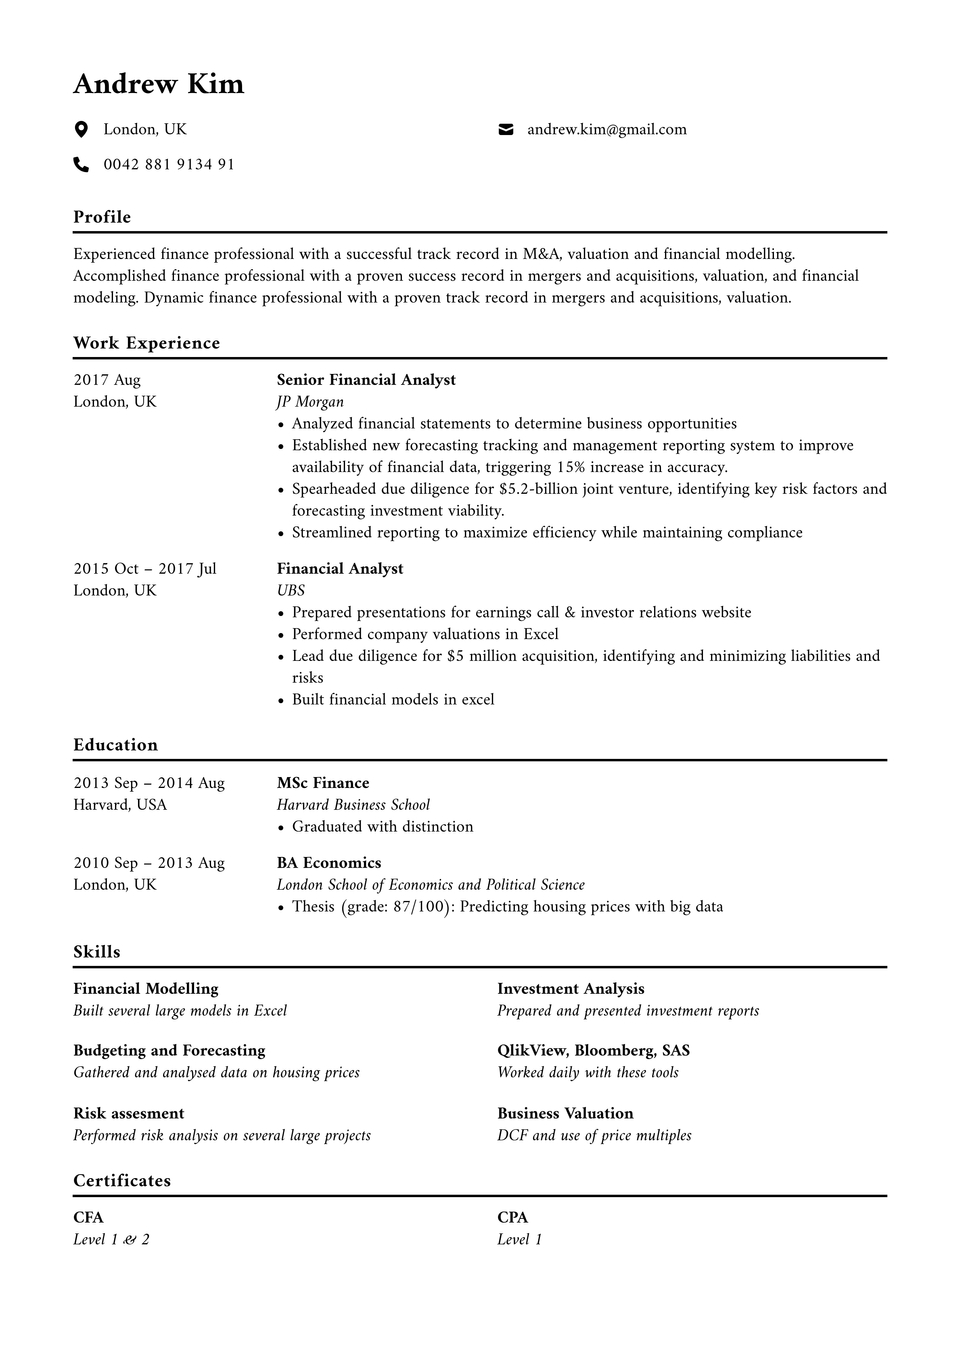 Andrew Kim
London, UK
andrew.kim@gmail.com
0042 881 9134 91
Profile
Experienced finance professional with a successful track record in M&A, valuation and financial modelling.
Accomplished finance professional with a proven success record in mergers and acquisitions, valuation, and financial
modeling. Dynamic finance professional with a proven track record in mergers and acquisitions, valuation.
Work Experience
2017 Aug
London, UK
Senior Financial Analyst
JP Morgan
• Analyzed financial statements to determine business opportunities
• Established new forecasting tracking and management reporting system to improve
availability of financial data, triggering 15% increase in accuracy.
• Spearheaded due diligence for $5.2-billion joint venture, identifying key risk factors and
forecasting investment viability.
• Streamlined reporting to maximize efficiency while maintaining compliance
2015 Oct – 2017 Jul
London, UK
Financial Analyst
UBS
• Prepared presentations for earnings call & investor relations website
• Performed company valuations in Excel
• Lead due diligence for $5 million acquisition, identifying and minimizing liabilities and
risks
• Built financial models in excel
Education
2013 Sep – 2014 Aug
Harvard, USA
MSc Finance
Harvard Business School
• Graduated with distinction
2010 Sep – 2013 Aug
London, UK
BA Economics
London School of Economics and Political Science
• Thesis (grade: 87/100): Predicting housing prices with big data
Skills
Financial Modelling
Built several large models in Excel
Investment Analysis
Prepared and presented investment reports
Budgeting and Forecasting
Gathered and analysed data on housing prices
QlikView, Bloomberg, SAS
Worked daily with these tools
Risk assesment
Performed risk analysis on several large projects
Business Valuation
DCF and use of price multiples
Certificates
CFA
Level 1 & 2
CPA
Level 1